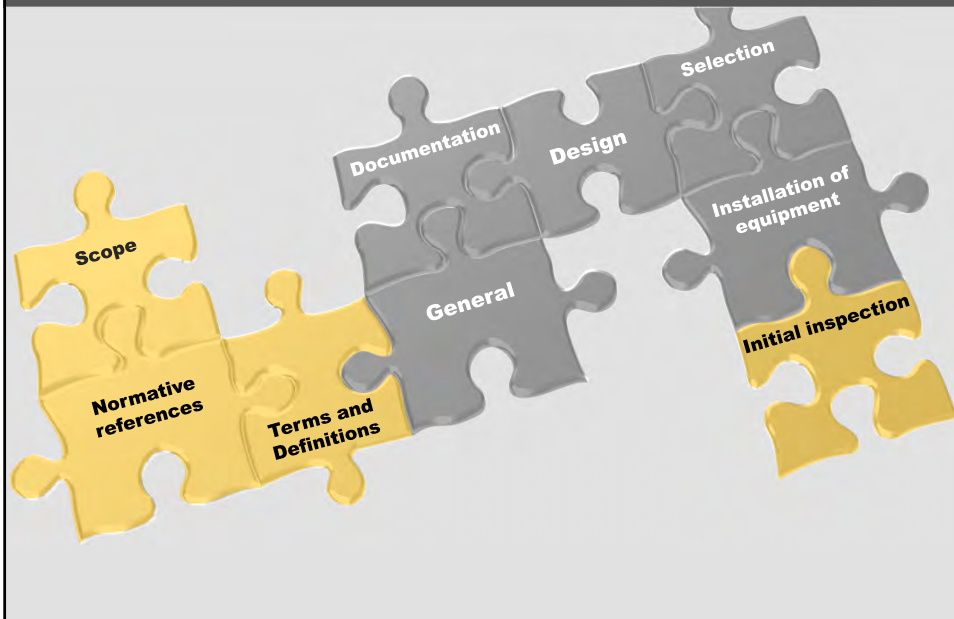 Scope
Normative
references
Terms and
Definitions
General
Documentation
Design
Selection
Installation of
equipment
Initial inspection